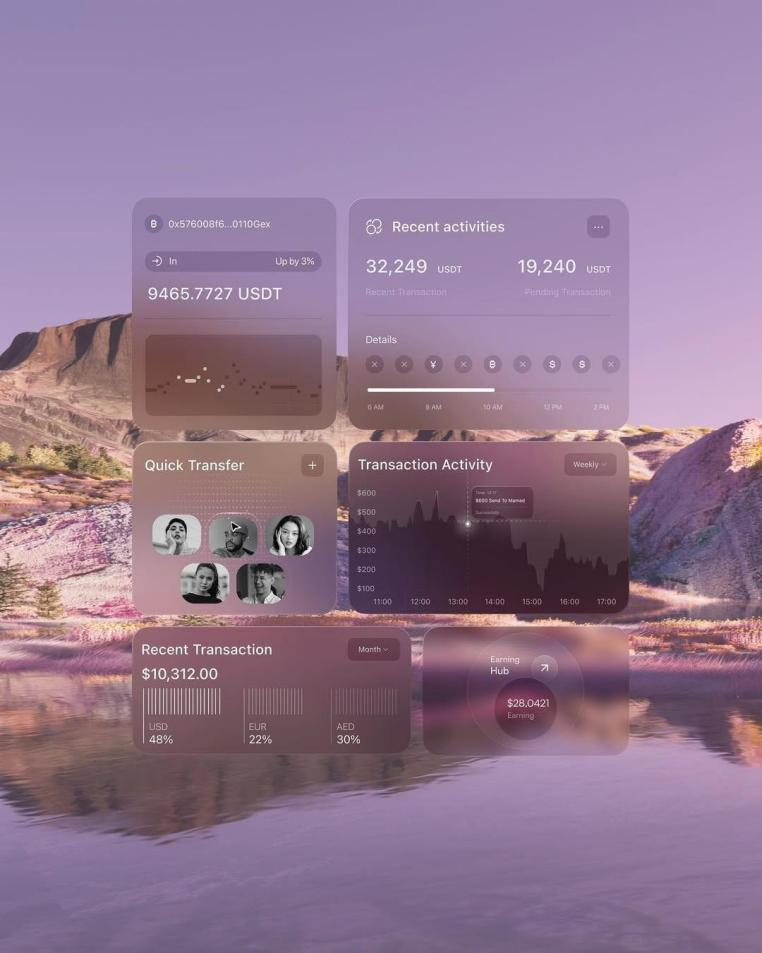 0x576008f6...0110Gex
In
Up by 3%
9465.7727 USDT
Recent activities
32,249 USDT
19,240 USDT
Recent Transaction
Pending Transaction
Details
6 AM
9 AM
10 AM
12 PM
2 PM
Quick Transfer
Transaction Activity
Weekly
$600
$500
$400
$300
$200
$100
$600 Send To Mamed
Successfully
11:00
12:00
13:00
14:00
15:00
16:00
17:00
Recent Transaction
Month
$10,312.00
USD
48%
EUR
22%
AED
30%
Earning
Hub
$28,0421
Earning